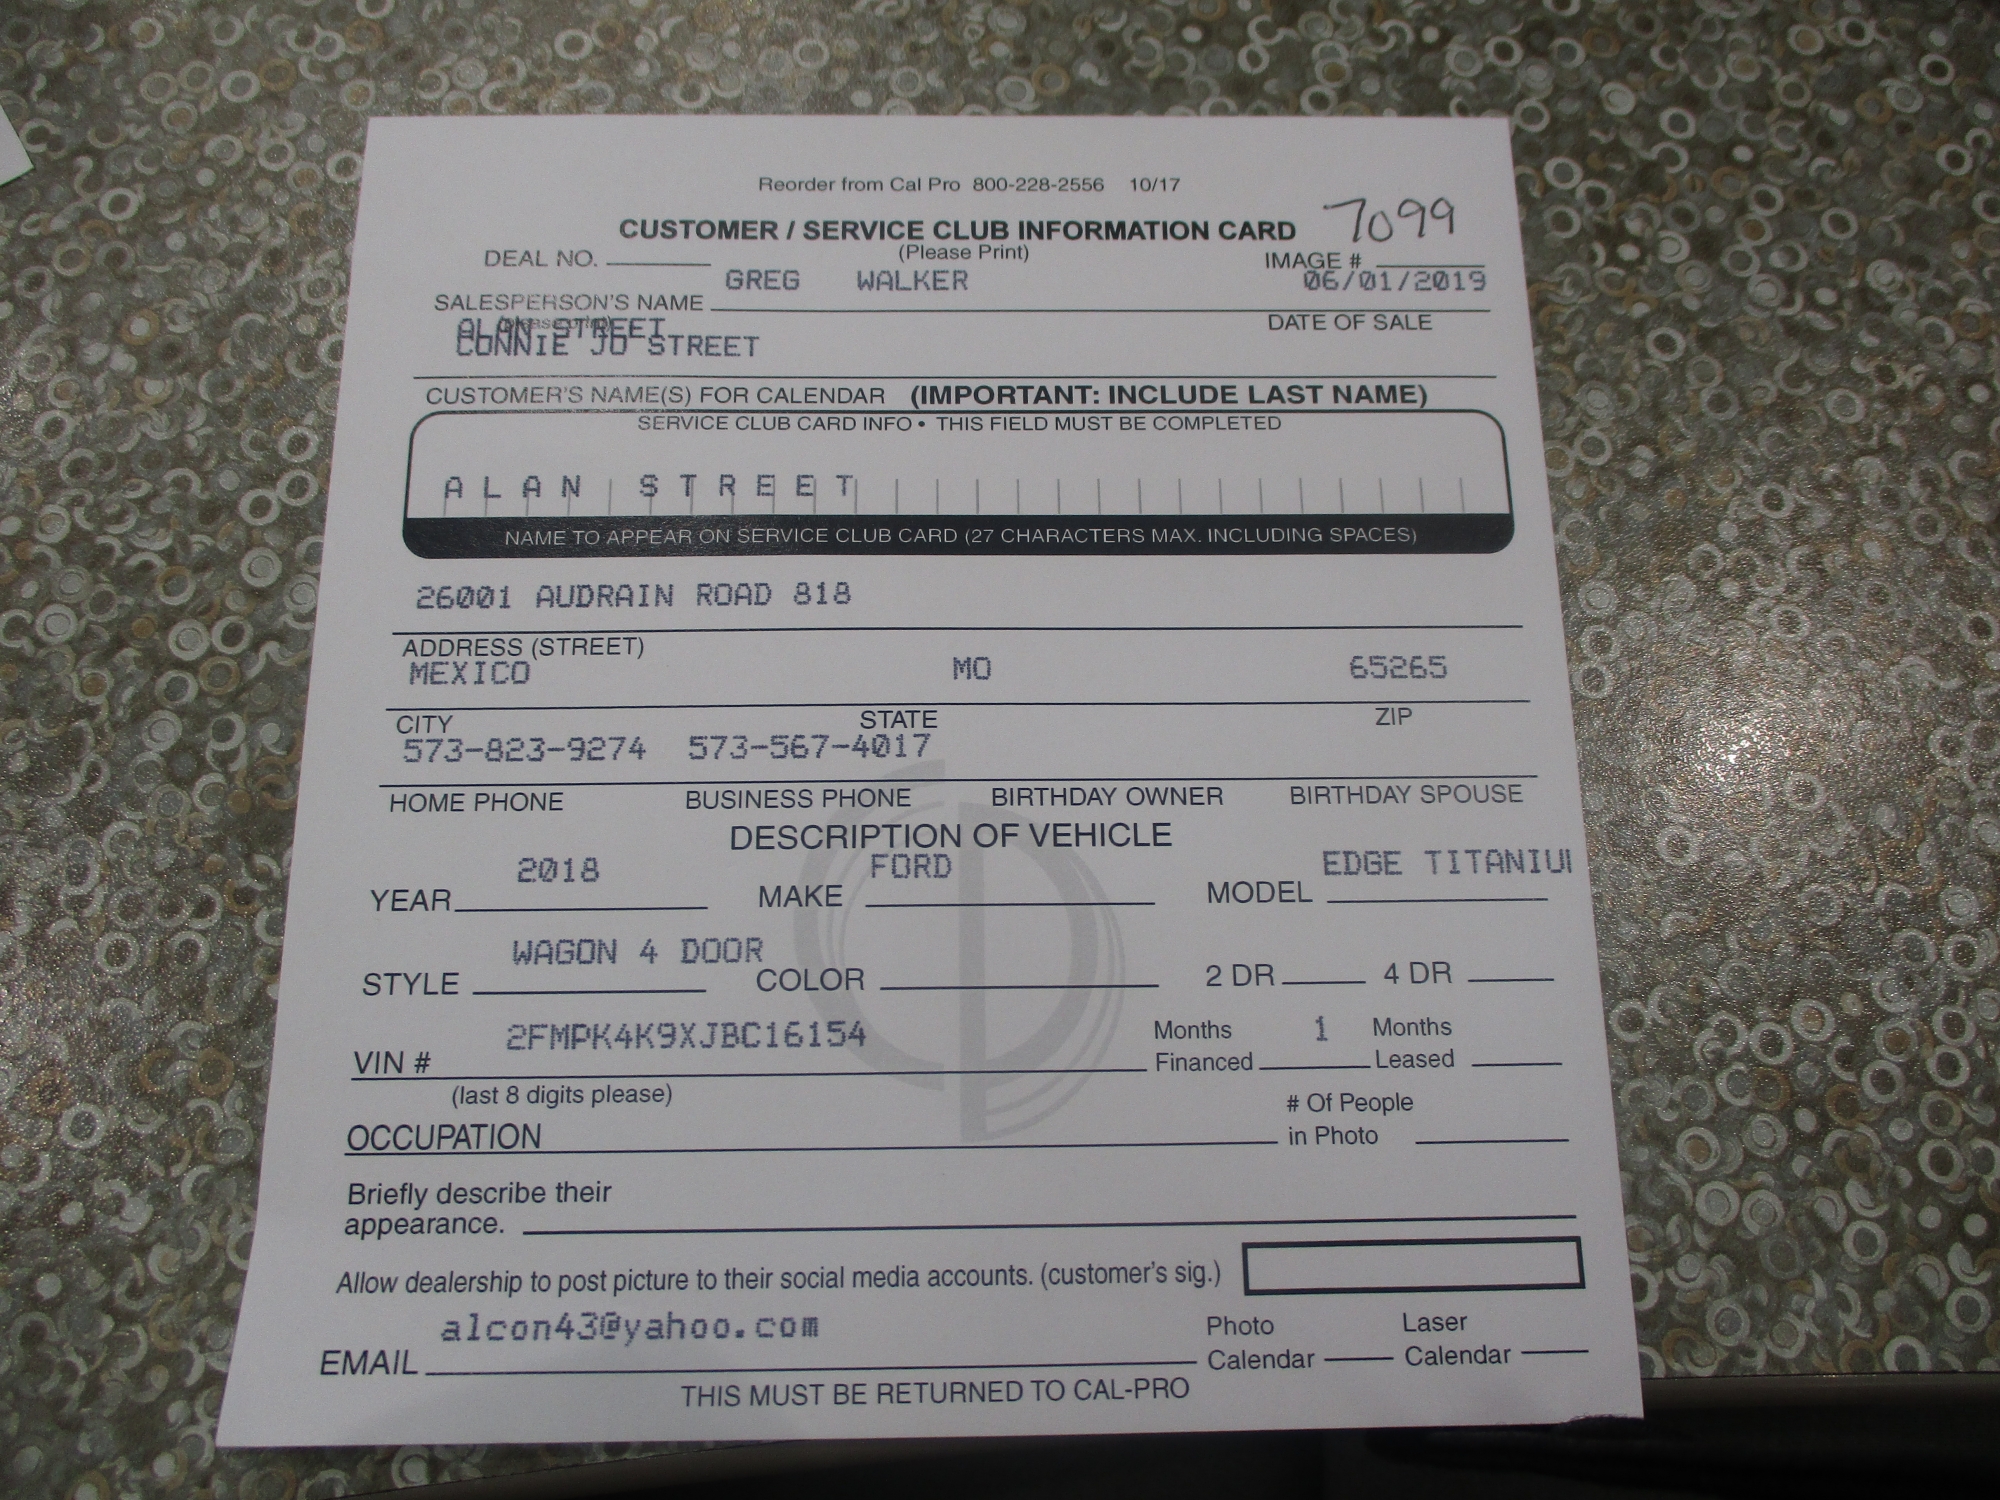 Reorder from Cal Pro 800-228-2556 10/17
CUSTOMER / SERVICE CLUB INFORMATION CARD 7099
(Please Print)
DEAL NO. IMAGE #
GREG WALKER 06/01/2019
SALESPERSON'S NAME
(please print) DATE OF SALE
ALAN STREET
CONNIE JO STREET
CUSTOMER'S NAME(S) FOR CALENDAR (IMPORTANT: INCLUDE LAST NAME)
SERVICE CLUB CARD INFO • THIS FIELD MUST BE COMPLETED
ALAN STREET
NAME TO APPEAR ON SERVICE CLUB CARD (27 CHARACTERS MAX. INCLUDING SPACES)
26001 AUDRAIN ROAD 818
ADDRESS (STREET)
MEXICO MO 65265
CITY STATE ZIP
573-823-9274 573-567-4017
HOME PHONE BUSINESS PHONE BIRTHDAY OWNER BIRTHDAY SPOUSE
DESCRIPTION OF VEHICLE
2018 FORD EDGE TITANIU
YEAR MAKE MODEL
WAGON 4 DOOR
STYLE COLOR 2 DR 4 DR
2FMPK4K9XJBC16154 Months 1 Months
VIN # Financed Leased
(last 8 digits please)
# Of People
OCCUPATION in Photo
Briefly describe their
appearance.
Allow dealership to post picture to their social media accounts. (customer's sig.)
alcon43@yahoo.com Photo Laser
EMAIL Calendar Calendar
THIS MUST BE RETURNED TO CAL-PRO